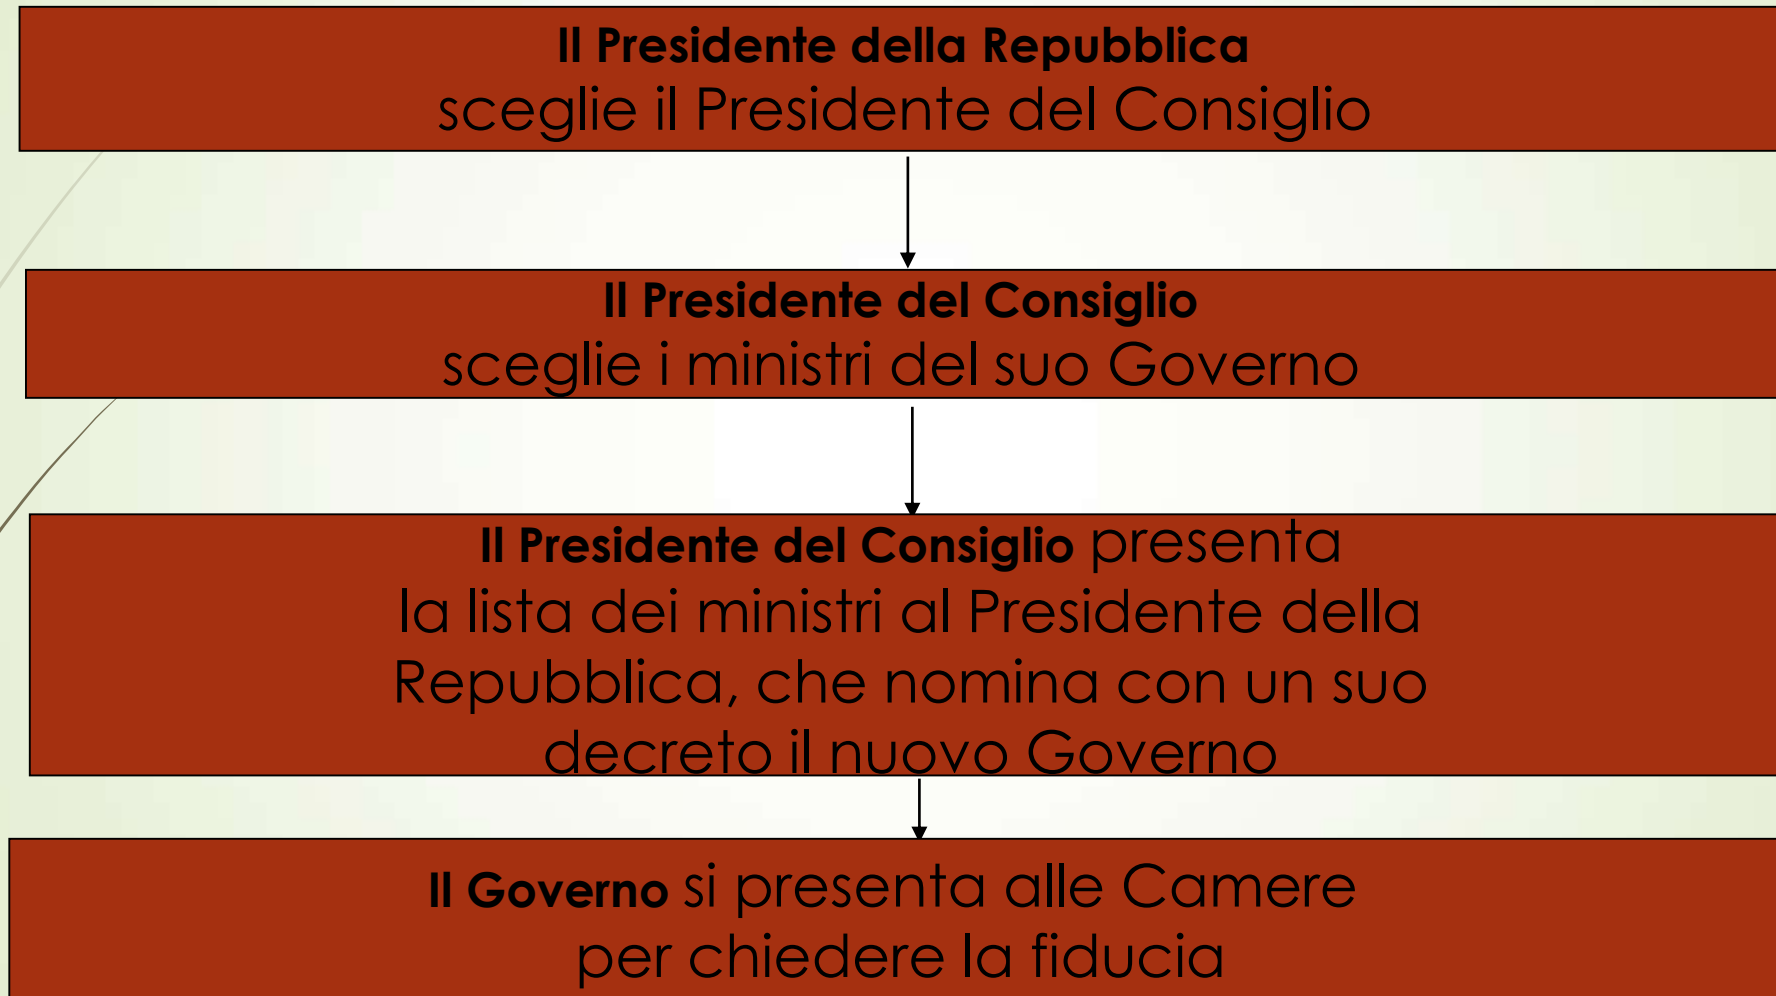 Il Presidente della Repubblica
sceglie il Presidente del Consiglio
Il Presidente del Consiglio
sceglie i ministri del suo Governo
Il Presidente del Consiglio presenta
la lista dei ministri al Presidente della
Repubblica, che nomina con un suo
decreto il nuovo Governo
Il Governo si presenta alle Camere
per chiedere la fiducia